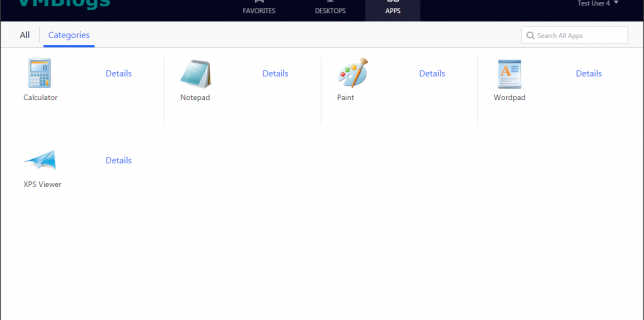 VMBlogs
FAVORITES DESKTOPS APPS Test User 4
All Categories Search All Apps
Details Details Details Details
Calculator Notepad Paint Wordpad
Details
XPS Viewer